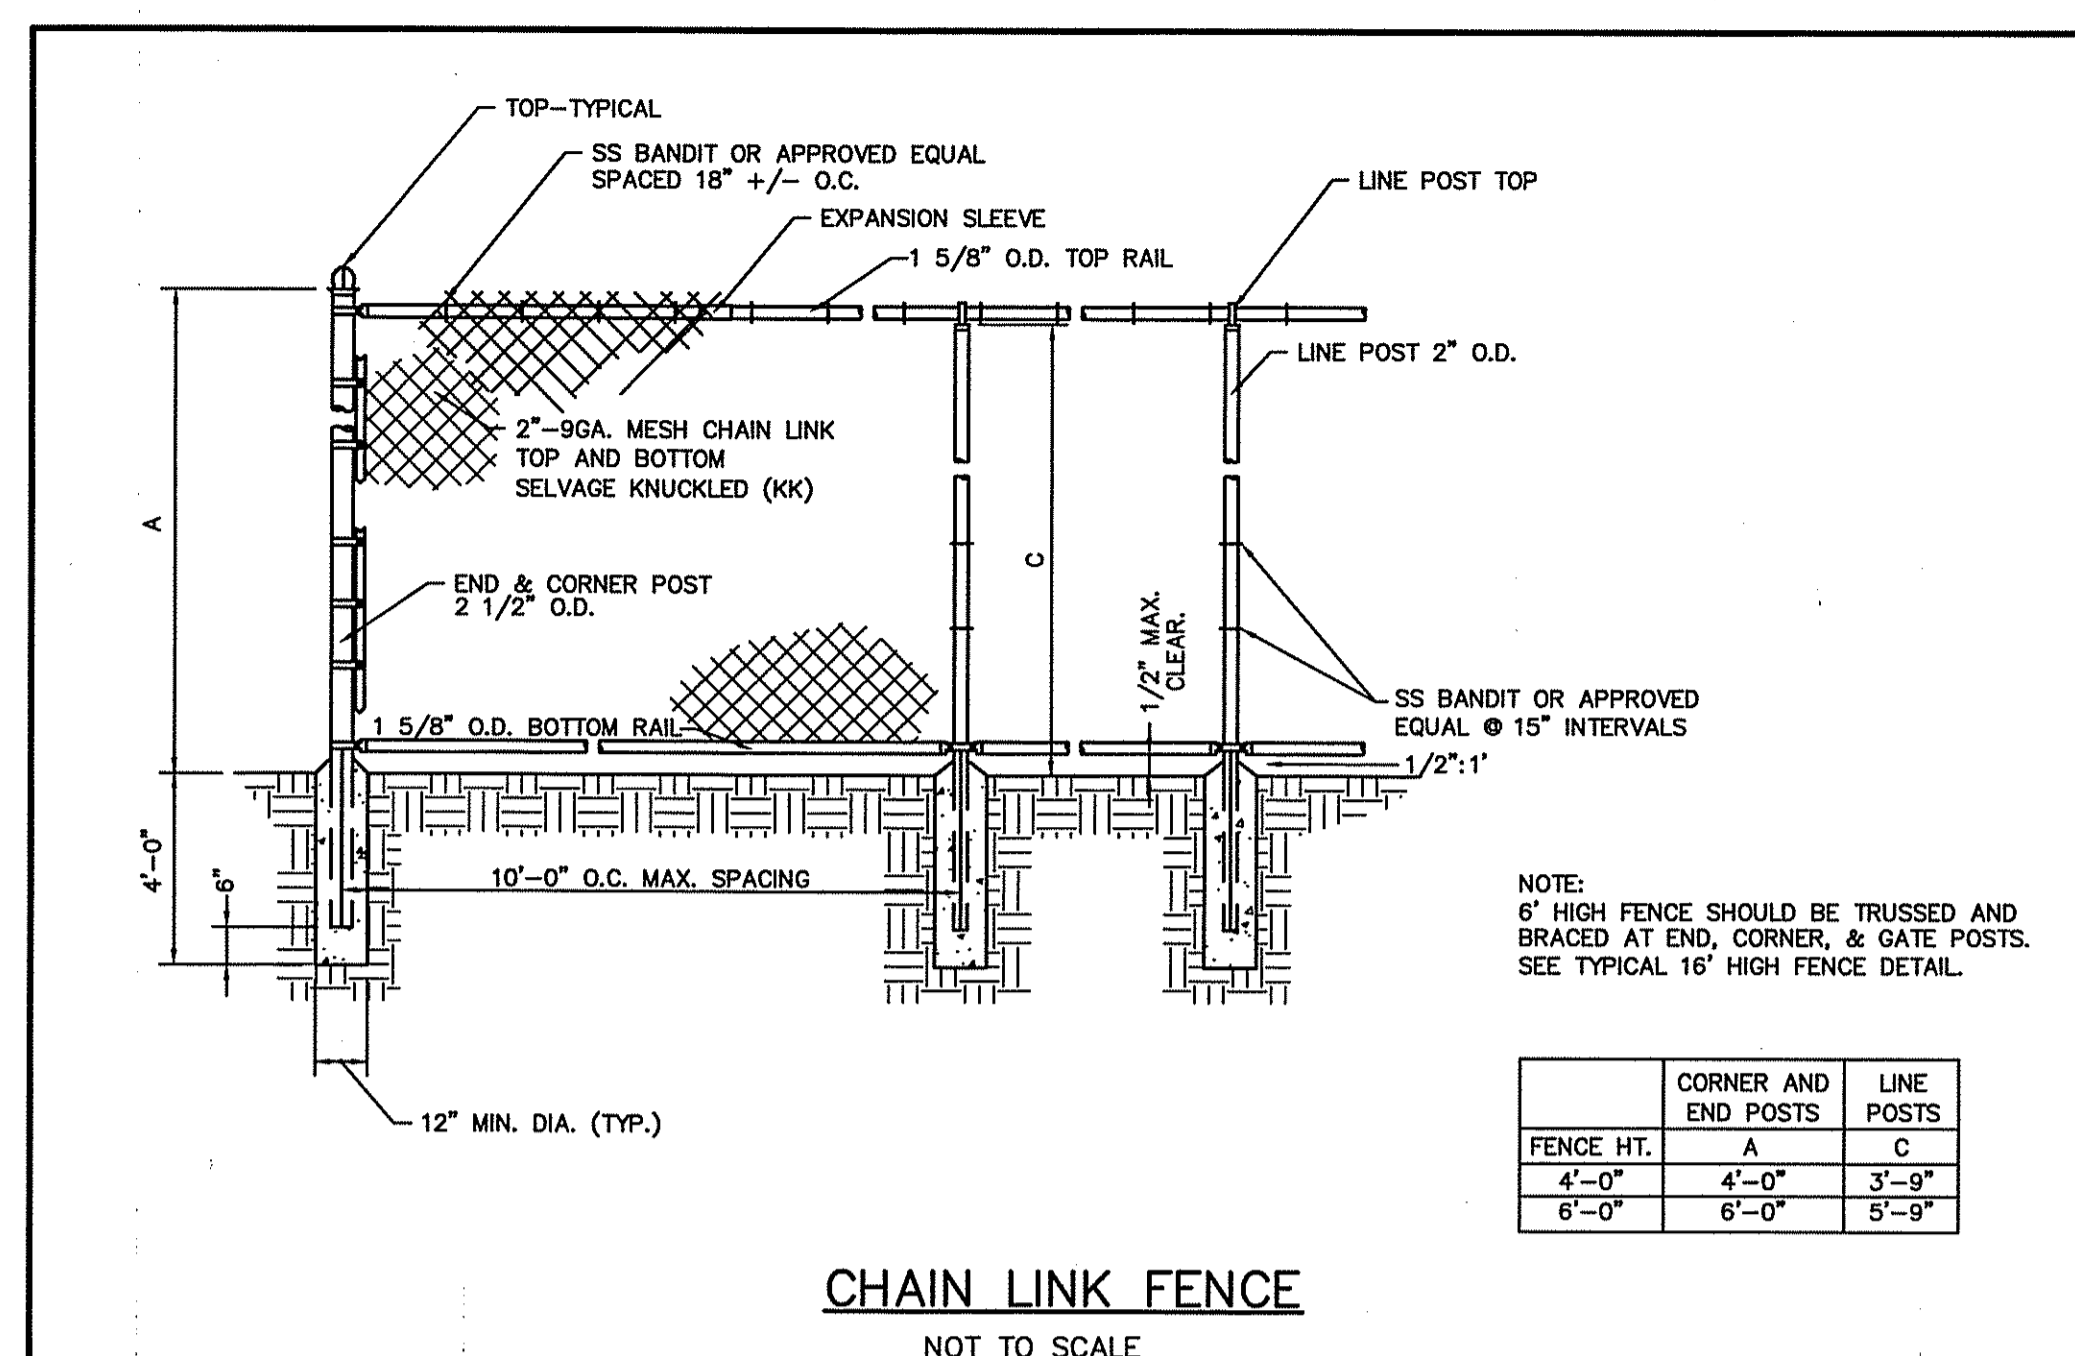 TOP-TYPICAL
SS BANDIT OR APPROVED EQUAL
SPACED 18" +/- O.C.
EXPANSION SLEEVE
1 5/8" O.D. TOP RAIL
LINE POST TOP
LINE POST 2" O.D.
2"-9GA. MESH CHAIN LINK
TOP AND BOTTOM
SELVAGE KNUCKLED (KK)
A
C
END & CORNER POST
2 1/2" O.D.
1/2" MAX.
CLEAR.
SS BANDIT OR APPROVED
EQUAL @ 15" INTERVALS
1 5/8" O.D. BOTTOM RAIL
1/2":1'
4'-0"
6"
10'-0" O.C. MAX. SPACING
12" MIN. DIA. (TYP.)
NOTE:
6' HIGH FENCE SHOULD BE TRUSSED AND
BRACED AT END, CORNER, & GATE POSTS.
SEE TYPICAL 16' HIGH FENCE DETAIL.
CORNER AND END POSTS LINE POSTS
FENCE HT. A C
4'-0" 4'-0" 3'-9"
6'-0" 6'-0" 5'-9"
CHAIN LINK FENCE
NOT TO SCALE